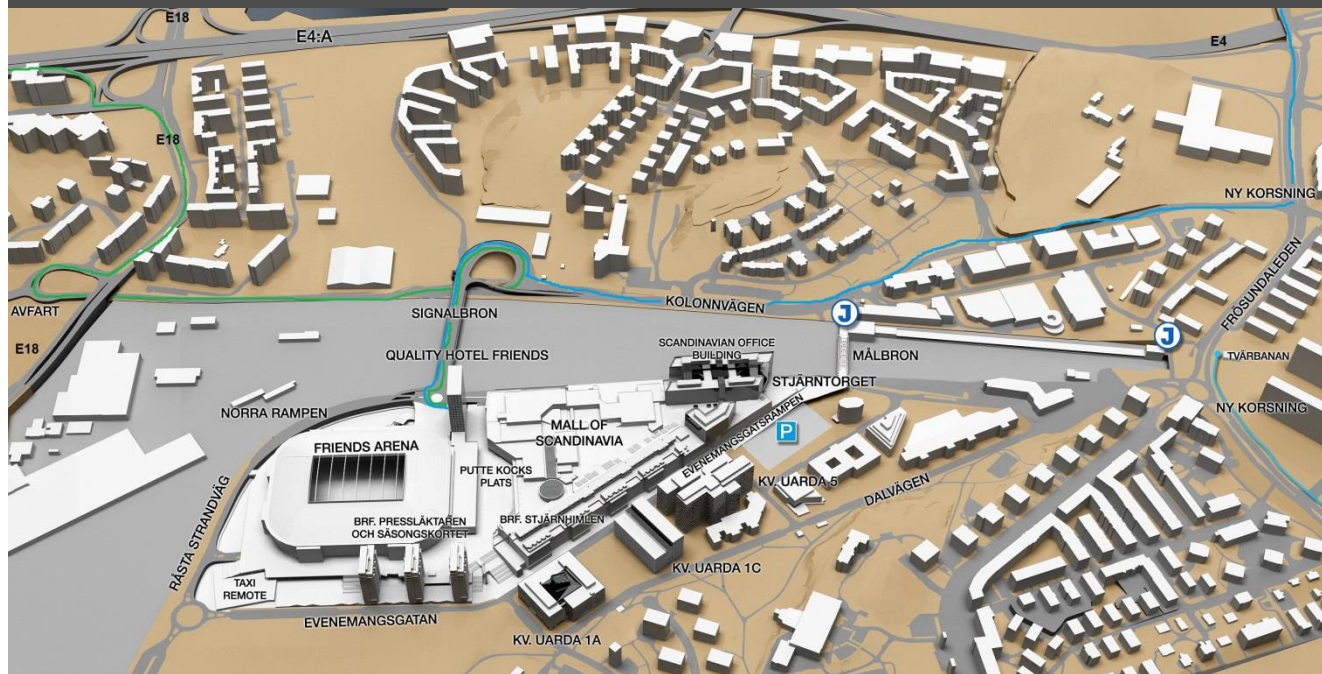 E18
E4:A
E4
E18
NY KORSNING
FRÖSUNDALEDEN
KOLONNVÄGEN
AVFART
SIGNALBRON
J
J
E18
QUALITY HOTEL FRIENDS
SCANDINAVIAN OFFICE
BUILDING
MÅLBRON
TVÄRBANAN
STJÄRNTORGET
NORRA RAMPEN
NY KORSNING
MALL OF
SCANDINAVIA
EVENEMANGSGATSRAMPEN
P
FRIENDS ARENA
PUTTE KOCKS
PLATS
KV. UARDA 5
DALVÄGEN
RÅSTA STRANDVÄG
BRF. PRESSLÄKTAREN
OCH SÄSONGSKORTET
BRF. STJÄRNHIMLEN
KV. UARDA 1C
TAXI
REMOTE
EVENEMANGSGATAN
KV. UARDA 1A